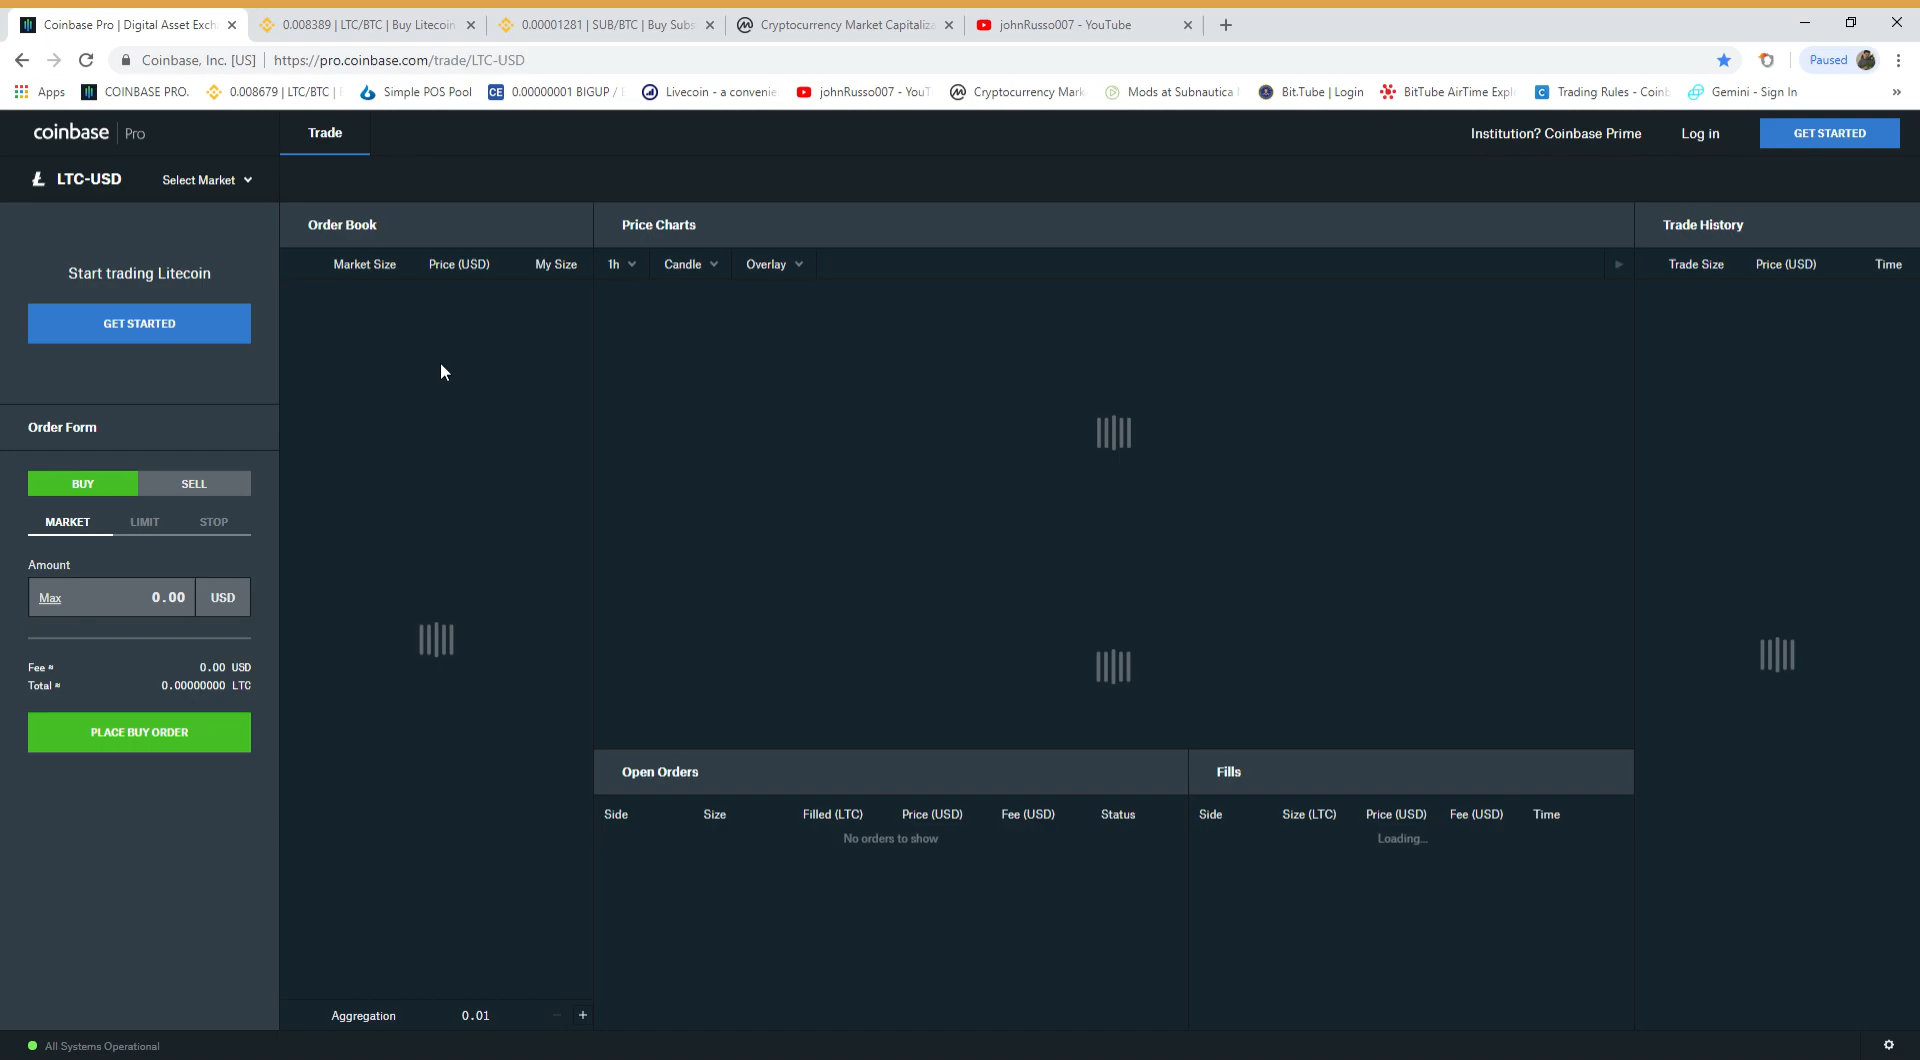 Coinbase Pro | Digital Asset Exch
0.008389 | LTC/BTC | Buy Litecoin
0.00001281 | SUB/BTC | Buy Subs
Cryptocurrency Market Capitaliza
johnRusso007 - YouTube
Coinbase, Inc. [US] | https://pro.coinbase.com/trade/LTC-USD
Paused
Apps
COINBASE PRO.
0.008679 | LTC/BTC |
Simple POS Pool
0.00000001 BIGUP /
Livecoin - a convenie
johnRusso007 - YouT
Cryptocurrency Mark
Mods at Subnautica
Bit.Tube | Login
BitTube AirTime Expl
Trading Rules - Coinb
Gemini - Sign In
coinbase | Pro
Trade
Institution? Coinbase Prime
Log in
GET STARTED
LTC-USD
Select Market
Start trading Litecoin
GET STARTED
Order Form
BUY
SELL
MARKET
LIMIT
STOP
Amount
Max
0.00
USD
Fee ≈
0.00 USD
Total ≈
0.00000000 LTC
PLACE BUY ORDER
Order Book
Market Size
Price (USD)
My Size
Aggregation
0.01
Price Charts
1h
Candle
Overlay
Open Orders
Side
Size
Filled (LTC)
Price (USD)
Fee (USD)
Status
No orders to show
Fills
Side
Size (LTC)
Price (USD)
Fee (USD)
Time
Loading...
Trade History
Trade Size
Price (USD)
Time
All Systems Operational